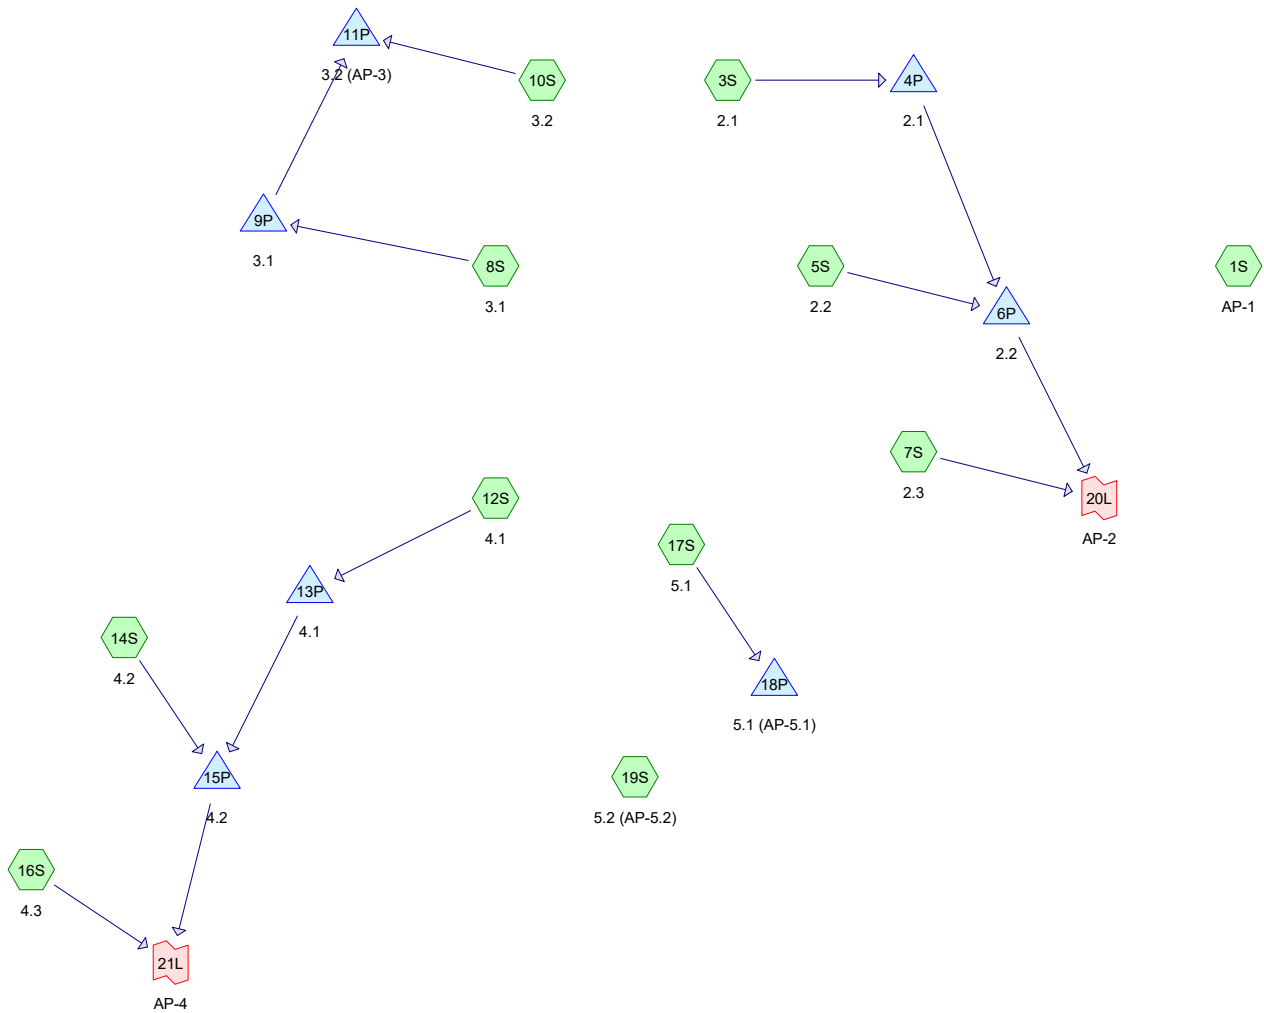 11P
3.2 (AP-3)
10S
3.2
3S
2.1
4P
2.1
9P
3.1
8S
3.1
5S
2.2
6P
2.2
1S
AP-1
7S
2.3
20L
AP-2
12S
4.1
13P
4.1
17S
5.1
14S
4.2
18P
5.1 (AP-5.1)
15P
4.2
19S
5.2 (AP-5.2)
16S
4.3
21L
AP-4